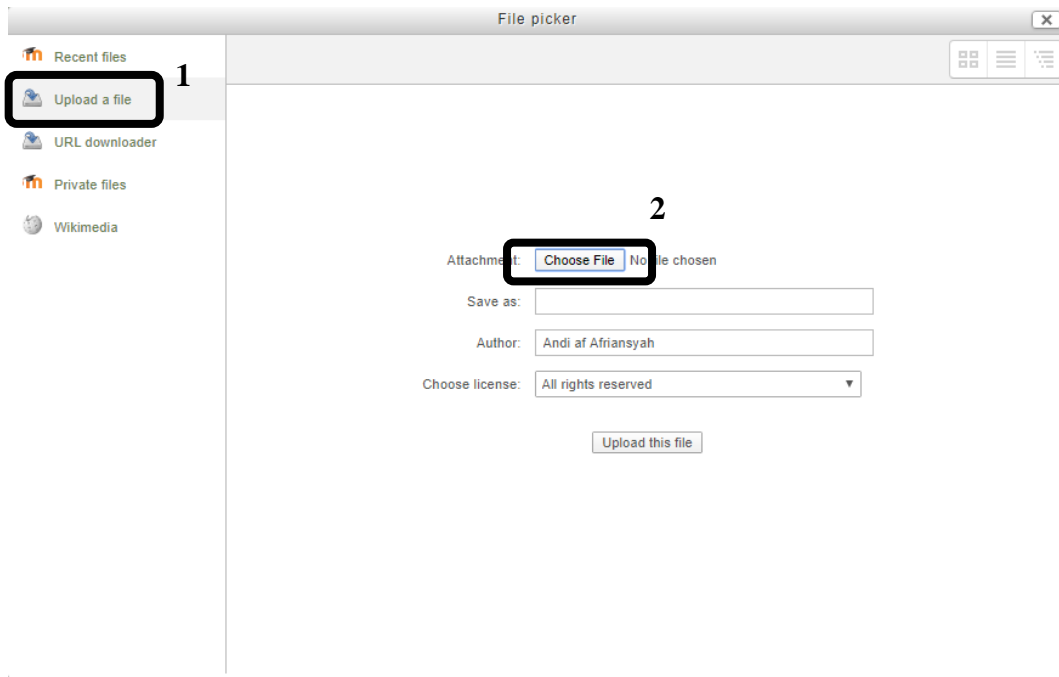 File picker
Recent files
1
Upload a file
URL downloader
Private files
Wikimedia
2
Attachment: Choose File No file chosen
Save as:
Author: Andi af Afriansyah
Choose license: All rights reserved
Upload this file